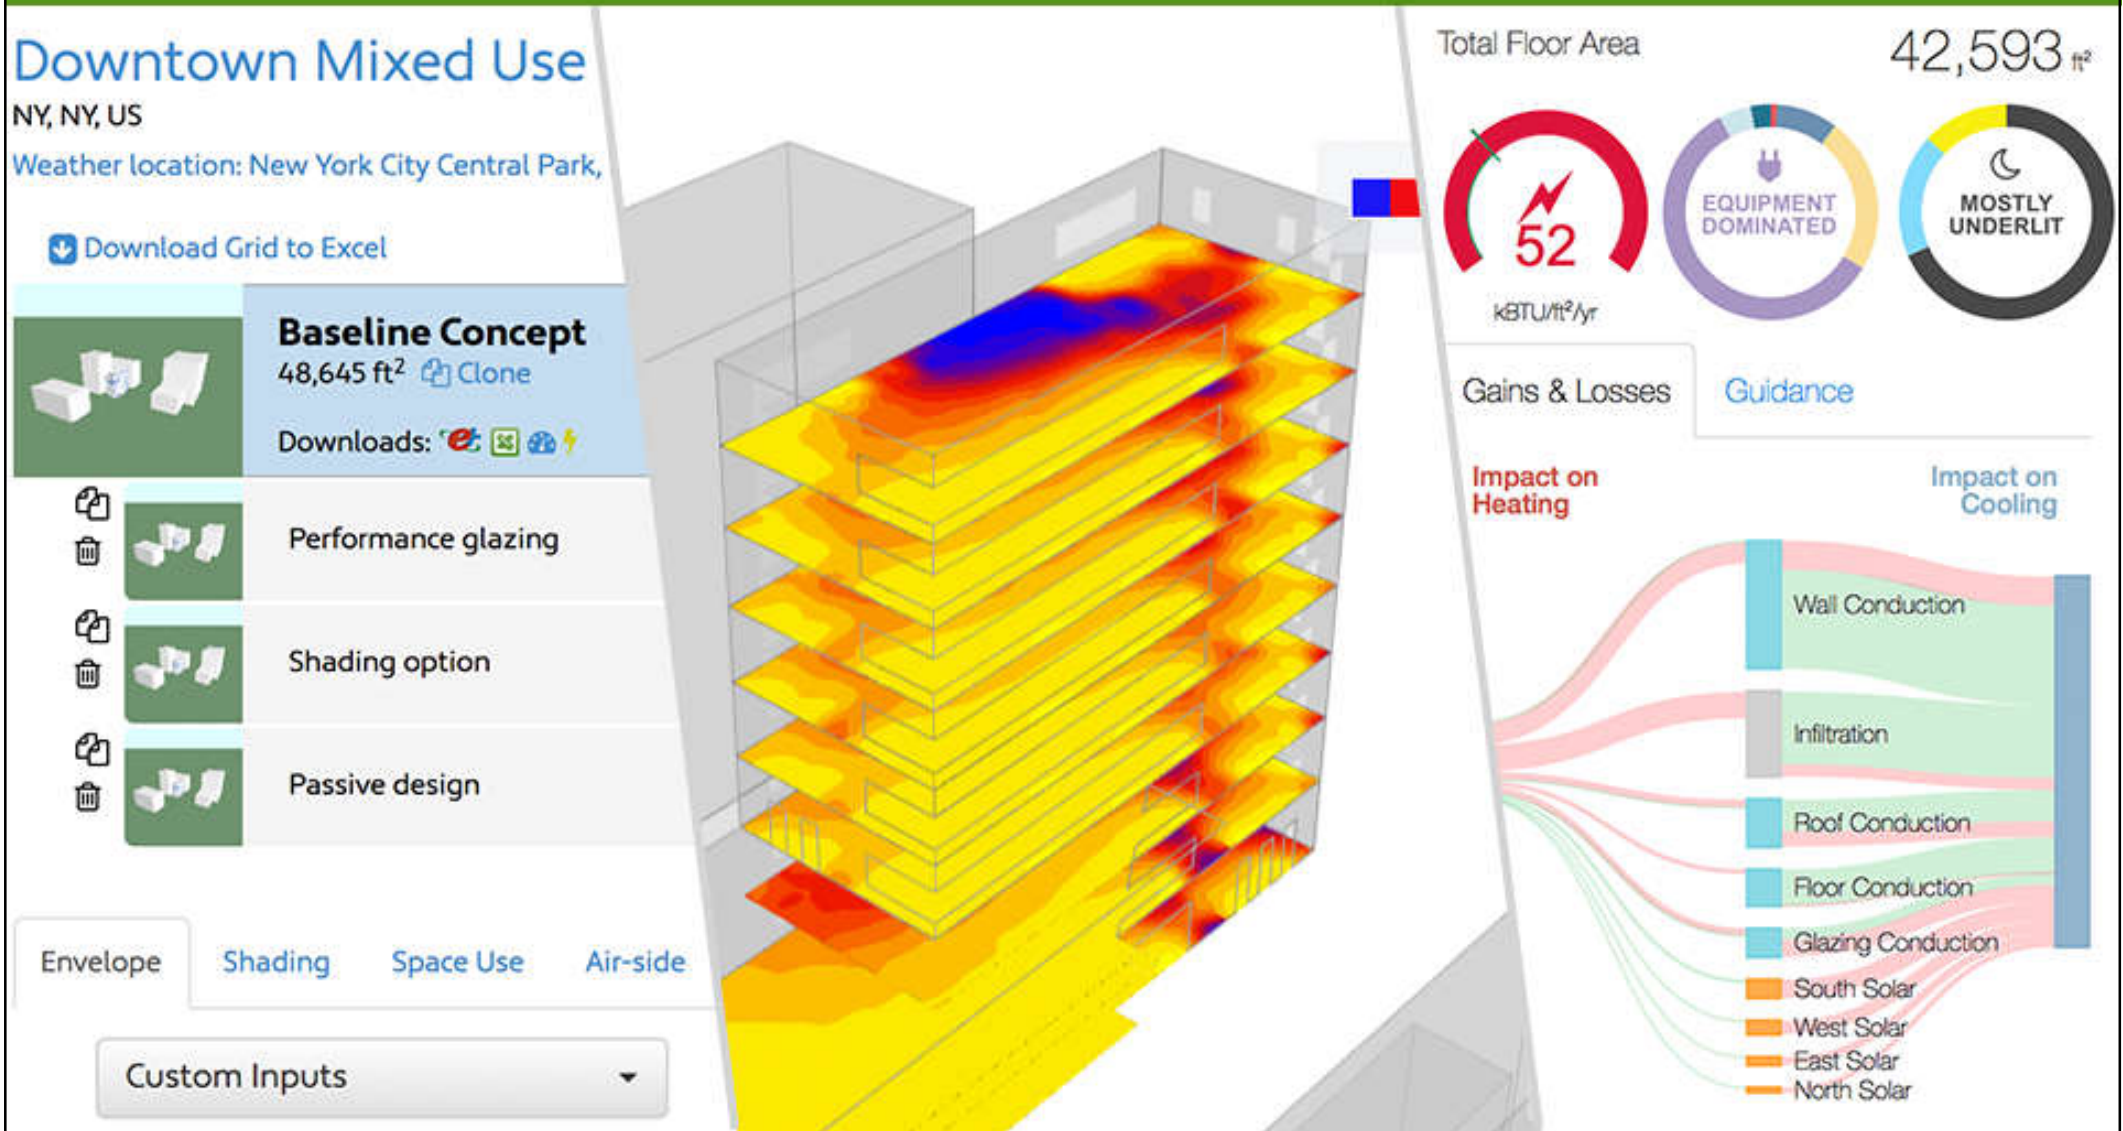 Downtown Mixed Use
NY, NY, US
Weather location: New York City Central Park,
Download Grid to Excel
Baseline Concept
48,645 ft²
Clone
Downloads:
Performance glazing
Shading option
Passive design
Envelope
Shading
Space Use
Air-side
Custom Inputs
Total Floor Area
42,593 ft²
52
kBTU/ft²/yr
EQUIPMENT
DOMINATED
MOSTLY
UNDERLIT
Gains & Losses
Guidance
Impact on
Heating
Impact on
Cooling
Wall Conduction
Infiltration
Roof Conduction
Floor Conduction
Glazing Conduction
South Solar
West Solar
East Solar
North Solar